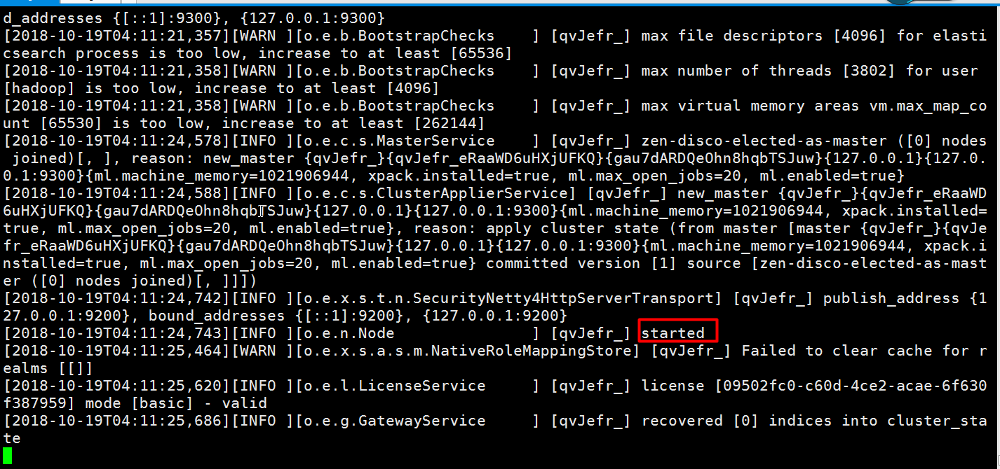 d_addresses {[::1]:9300}, {127.0.0.1:9300}
[2018-10-19T04:11:21,357][WARN ][o.e.b.BootstrapChecks    ] [qvJefr_] max file descriptors [4096] for elasti
csearch process is too low, increase to at least [65536]
[2018-10-19T04:11:21,358][WARN ][o.e.b.BootstrapChecks    ] [qvJefr_] max number of threads [3802] for user
[hadoop] is too low, increase to at least [4096]
[2018-10-19T04:11:21,358][WARN ][o.e.b.BootstrapChecks    ] [qvJefr_] max virtual memory areas vm.max_map_co
unt [65530] is too low, increase to at least [262144]
[2018-10-19T04:11:24,578][INFO ][o.e.c.s.MasterService    ] [qvJefr_] zen-disco-elected-as-master ([0] nodes
 joined)[, ], reason: new_master {qvJefr_}{qvJefr_eRaaWD6uHXjUFKQ}{gau7dARDQeOhn8hqbTSJuw}{127.0.0.1}{127.0.
0.1:9300}{ml.machine_memory=1021906944, xpack.installed=true, ml.max_open_jobs=20, ml.enabled=true}
[2018-10-19T04:11:24,588][INFO ][o.e.c.s.ClusterApplierService] [qvJefr_] new_master {qvJefr_}{qvJefr_eRaaWD
6uHXjUFKQ}{gau7dARDQeOhn8hqbTSJuw}{127.0.0.1}{127.0.0.1:9300}{ml.machine_memory=1021906944, xpack.installed=
true, ml.max_open_jobs=20, ml.enabled=true}, reason: apply cluster state (from master [master {qvJefr_}{qvJe
fr_eRaaWD6uHXjUFKQ}{gau7dARDQeOhn8hqbTSJuw}{127.0.0.1}{127.0.0.1:9300}{ml.machine_memory=1021906944, xpack.i
nstalled=true, ml.max_open_jobs=20, ml.enabled=true} committed version [1] source [zen-disco-elected-as-mast
er ([0] nodes joined)[, ]]])
[2018-10-19T04:11:24,742][INFO ][o.e.x.s.t.n.SecurityNetty4HttpServerTransport] [qvJefr_] publish_address {1
27.0.0.1:9200}, bound_addresses {[::1]:9200}, {127.0.0.1:9200}
[2018-10-19T04:11:24,743][INFO ][o.e.n.Node               ] [qvJefr_] started
[2018-10-19T04:11:25,464][WARN ][o.e.x.s.a.s.m.NativeRoleMappingStore] [qvJefr_] Failed to clear cache for r
ealms [[]]
[2018-10-19T04:11:25,620][INFO ][o.e.l.LicenseService     ] [qvJefr_] license [09502fc0-c60d-4ce2-acae-6f630
f387959] mode [basic] - valid
[2018-10-19T04:11:25,686][INFO ][o.e.g.GatewayService     ] [qvJefr_] recovered [0] indices into cluster_sta
te